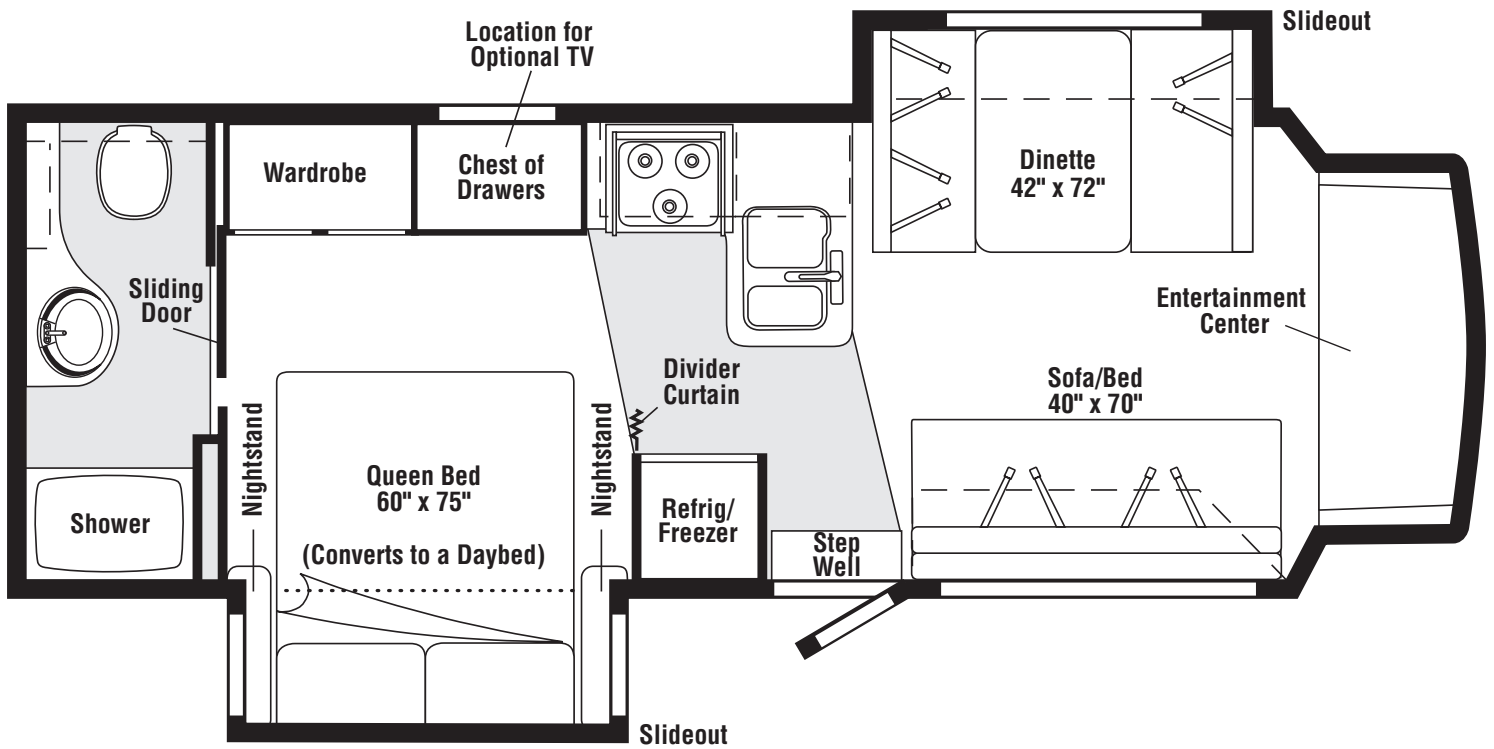 Location for
Optional TV
Slideout
Wardrobe
Chest of
Drawers
Dinette
42" x 72"
Sliding
Door
Entertainment
Center
Divider
Curtain
Sofa/Bed
40" x 70"
Nightstand
Queen Bed
60" x 75"
(Converts to a Daybed)
Nightstand
Refrig/
Freezer
Shower
Step
Well
Slideout